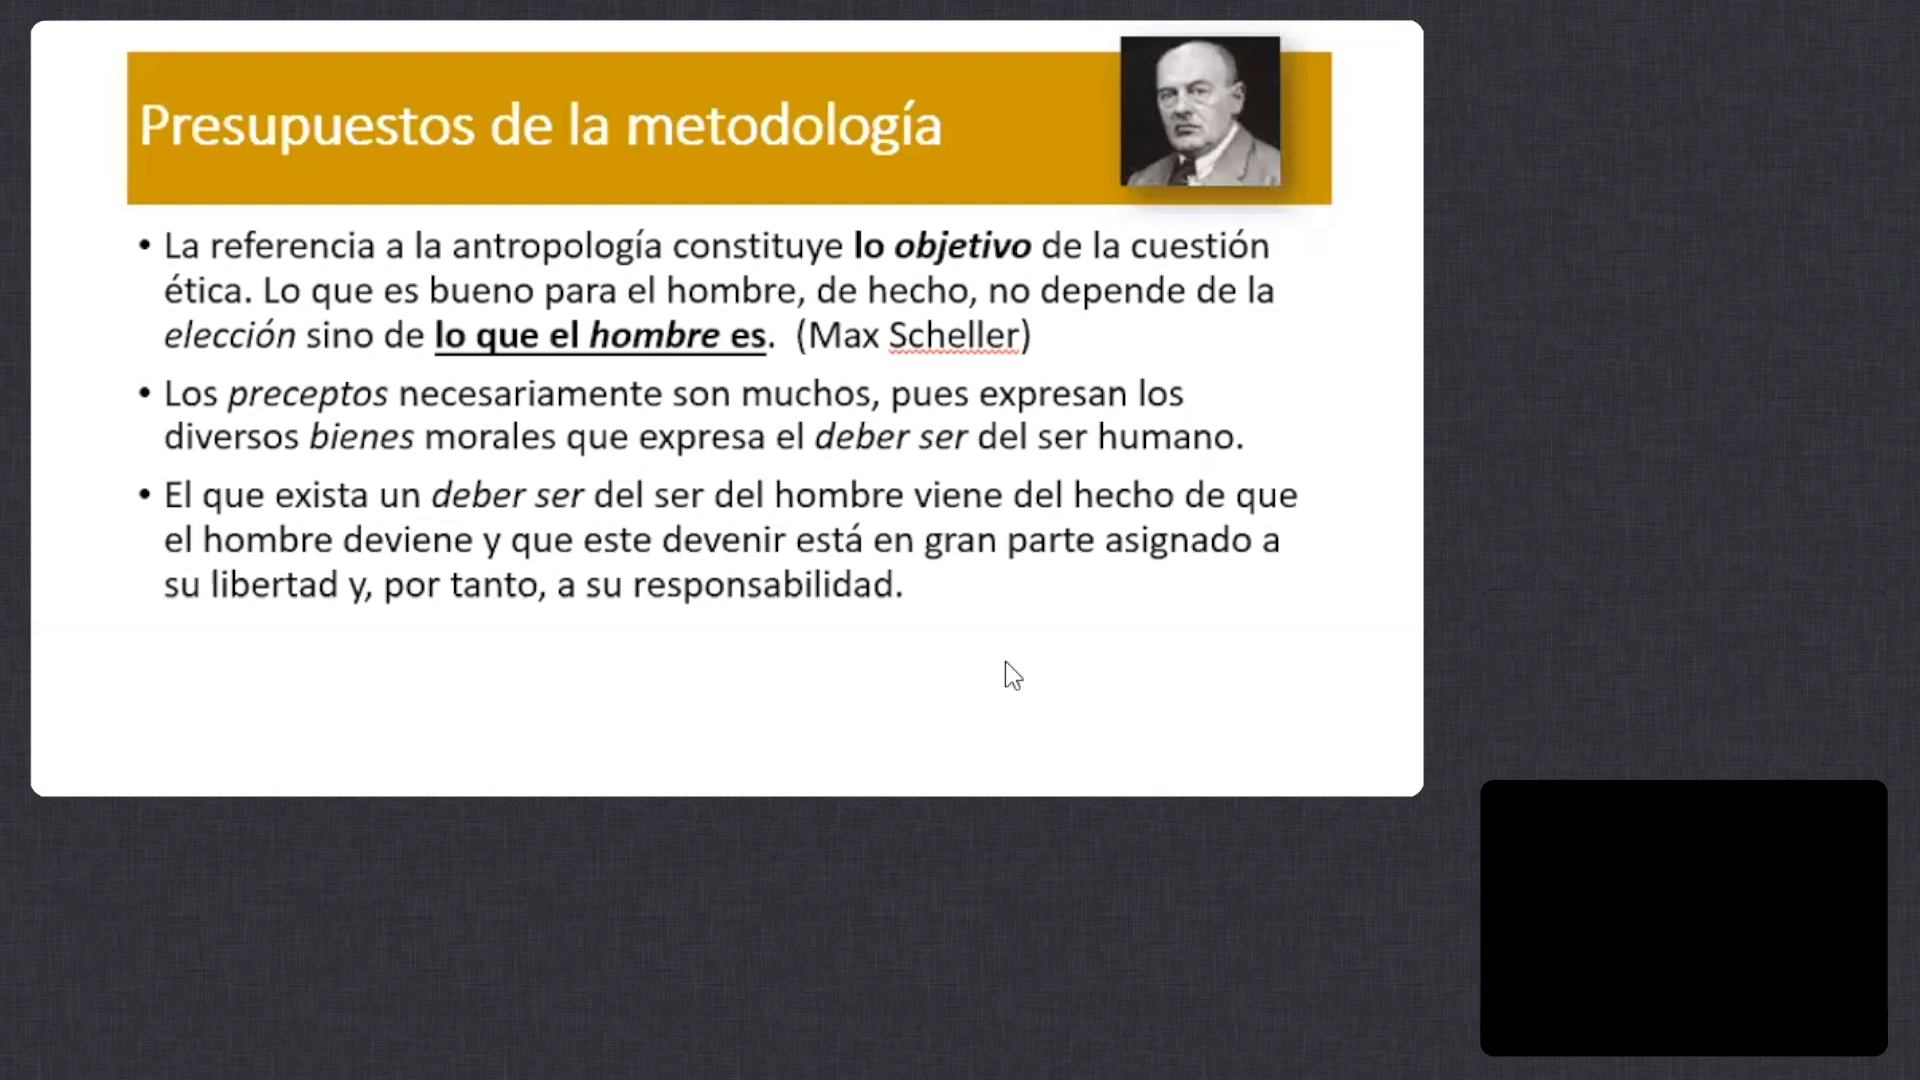 Presupuestos de la metodología
• La referencia a la antropología constituye lo objetivo de la cuestión
ética. Lo que es bueno para el hombre, de hecho, no depende de la
elección sino de lo que el hombre es. (Max Scheller)
• Los preceptos necesariamente son muchos, pues expresan los
diversos bienes morales que expresa el deber ser del ser humano.
• El que exista un deber ser del ser del hombre viene del hecho de que
el hombre deviene y que este devenir está en gran parte asignado a
su libertad y, por tanto, a su responsabilidad.